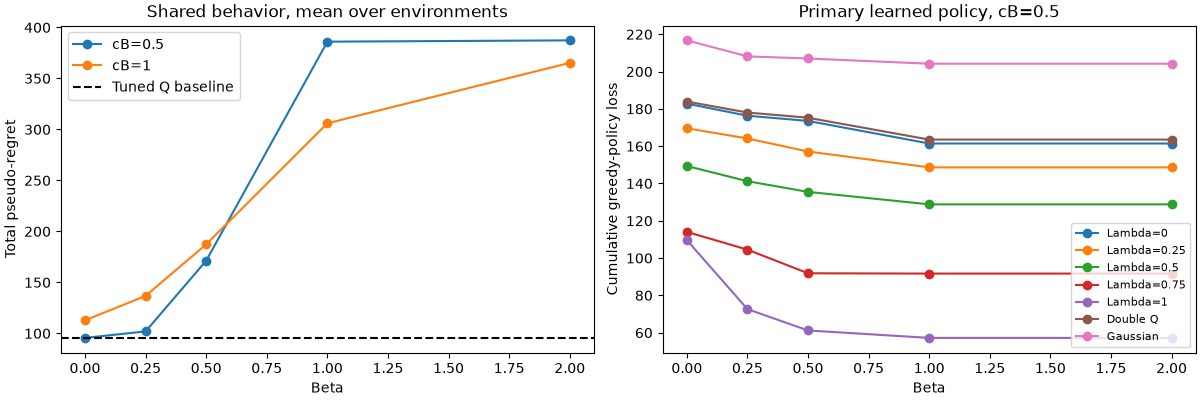 Shared behavior, mean over environments
400
350
300
250
200
150
100
Total pseudo-regret
cB=0.5
cB=1
Tuned Q baseline
0.00 0.25 0.50 0.75 1.00 1.25 1.50 1.75 2.00
Beta
Primary learned policy, cB=0.5
220
200
180
160
140
120
100
80
60
Cumulative greedy-policy loss
Lambda=0
Lambda=0.25
Lambda=0.5
Lambda=0.75
Lambda=1
Double Q
Gaussian
0.00 0.25 0.50 0.75 1.00 1.25 1.50 1.75 2.00
Beta